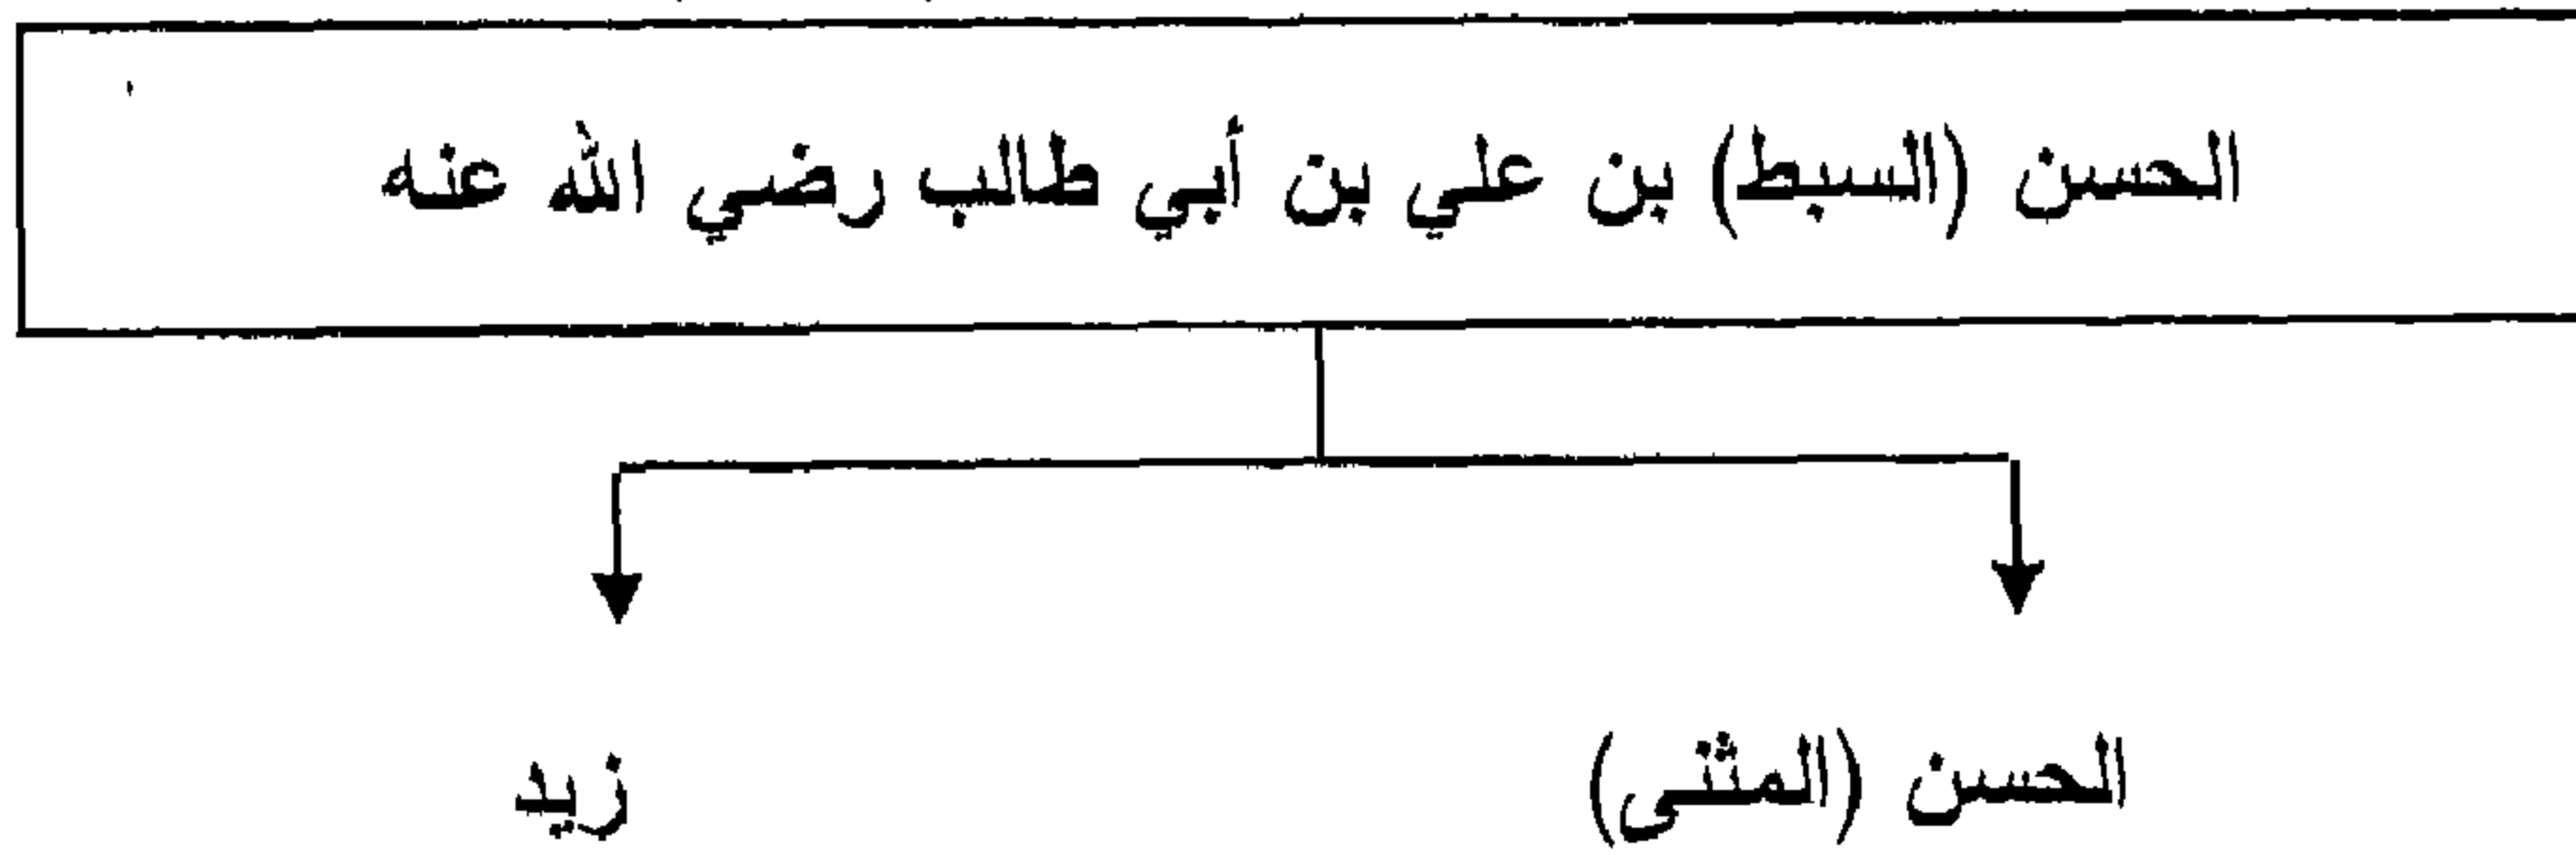 الحسن (السبط) بن علي بن أبي طالب رضي الله عنه
الحسن (المثنى)
زيد